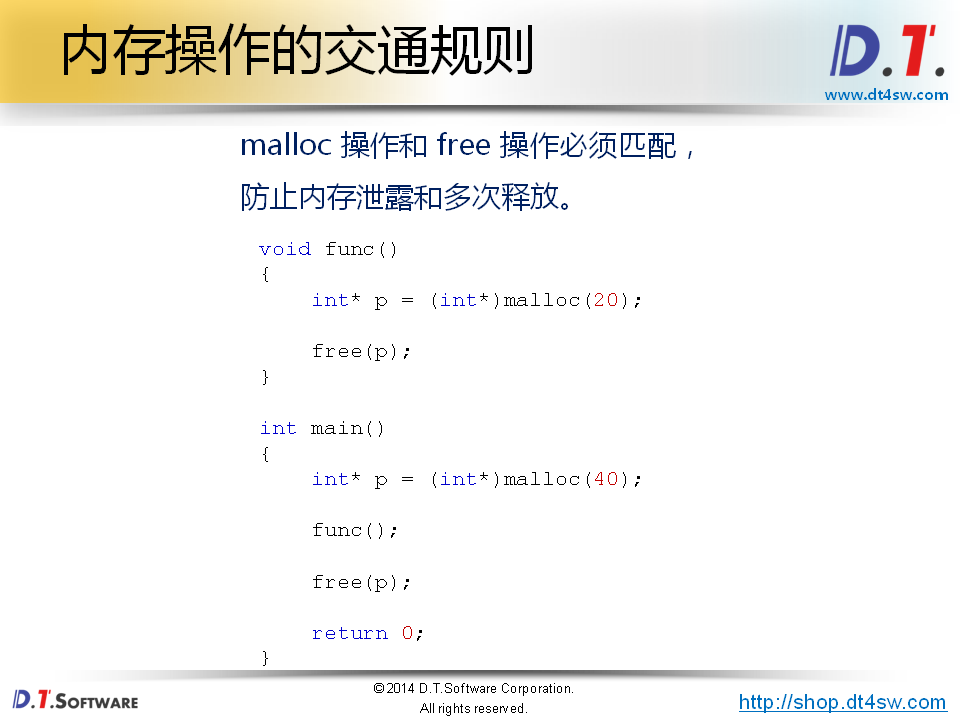 内存操作的交通规则
D.T.
www.dt4sw.com
malloc 操作和 free 操作必须匹配，
防止内存泄露和多次释放。
void func()
{
    int* p = (int*)malloc(20);
    free(p);
}
int main()
{
    int* p = (int*)malloc(40);
    func();
    free(p);
    return 0;
}
D.T.SOFTWARE
©2014 D.T.Software Corporation.
All rights reserved.
http://shop.dt4sw.com